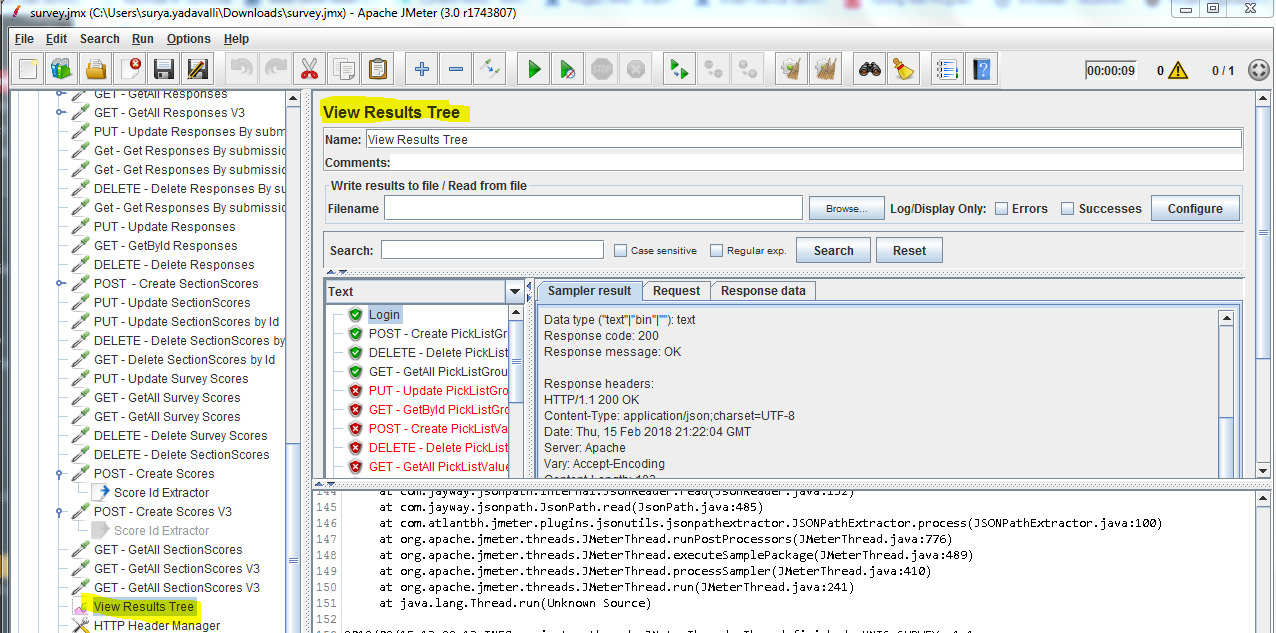 survey.jmx (C:\Users\surya.yadavalli\Downloads\survey.jmx) - Apache JMeter (3.0 r1743807)
File Edit Search Run Options Help
00:00:09 0 0 / 1
GET - GetAll Responses
GET - GetAll Responses V3
PUT - Update Responses By subm
Get - Get Responses By submissic
Get - Get Responses By submissic
DELETE - Delete Responses By su
Get - Get Responses By submissic
PUT - Update Responses
GET - GetById Responses
DELETE - Delete Responses
POST - Create SectionScores
PUT - Update SectionScores
PUT - Update SectionScores by Id
DELETE - Delete SectionScores by
GET - Delete SectionScores by Id
PUT - Update Survey Scores
GET - GetAll Survey Scores
GET - GetAll Survey Scores
DELETE - Delete Survey Scores
DELETE - Delete SectionScores
POST - Create Scores
Score Id Extractor
POST - Create Scores V3
Score Id Extractor
GET - GetAll SectionScores
GET - GetAll SectionScores V3
GET - GetAll SectionScores V3
View Results Tree
HTTP Header Manager
View Results Tree
Name: View Results Tree
Comments:
Write results to file / Read from file
Filename Browse... Log/Display Only: Errors Successes Configure
Search: Case sensitive Regular exp. Search Reset
Text
Login
POST - Create PickListGr
DELETE - Delete PickList
GET - GetAll PickListGrou
PUT - Update PickListGro
GET - GetById PickListGr
POST - Create PickListVa
DELETE - Delete PickList
GET - GetAll PickListValue
Sampler result Request Response data
Data type ("text"|"bin"|""): text
Response code: 200
Response message: OK
Response headers:
HTTP/1.1 200 OK
Content-Type: application/json;charset=UTF-8
Date: Thu, 15 Feb 2018 21:22:04 GMT
Server: Apache
Vary: Accept-Encoding
144 at com.jayway.jsonpath.internal.JsonReader.read(JsonReader.java:152)
145 at com.jayway.jsonpath.JsonPath.read(JsonPath.java:485)
146 at com.atlantbh.jmeter.plugins.jsonutils.jsonpathextractor.JSONPathExtractor.process(JSONPathExtractor.java:100)
147 at org.apache.jmeter.threads.JMeterThread.runPostProcessors(JMeterThread.java:776)
148 at org.apache.jmeter.threads.JMeterThread.executeSamplePackage(JMeterThread.java:489)
149 at org.apache.jmeter.threads.JMeterThread.processSampler(JMeterThread.java:410)
150 at org.apache.jmeter.threads.JMeterThread.run(JMeterThread.java:241)
151 at java.lang.Thread.run(Unknown Source)
152